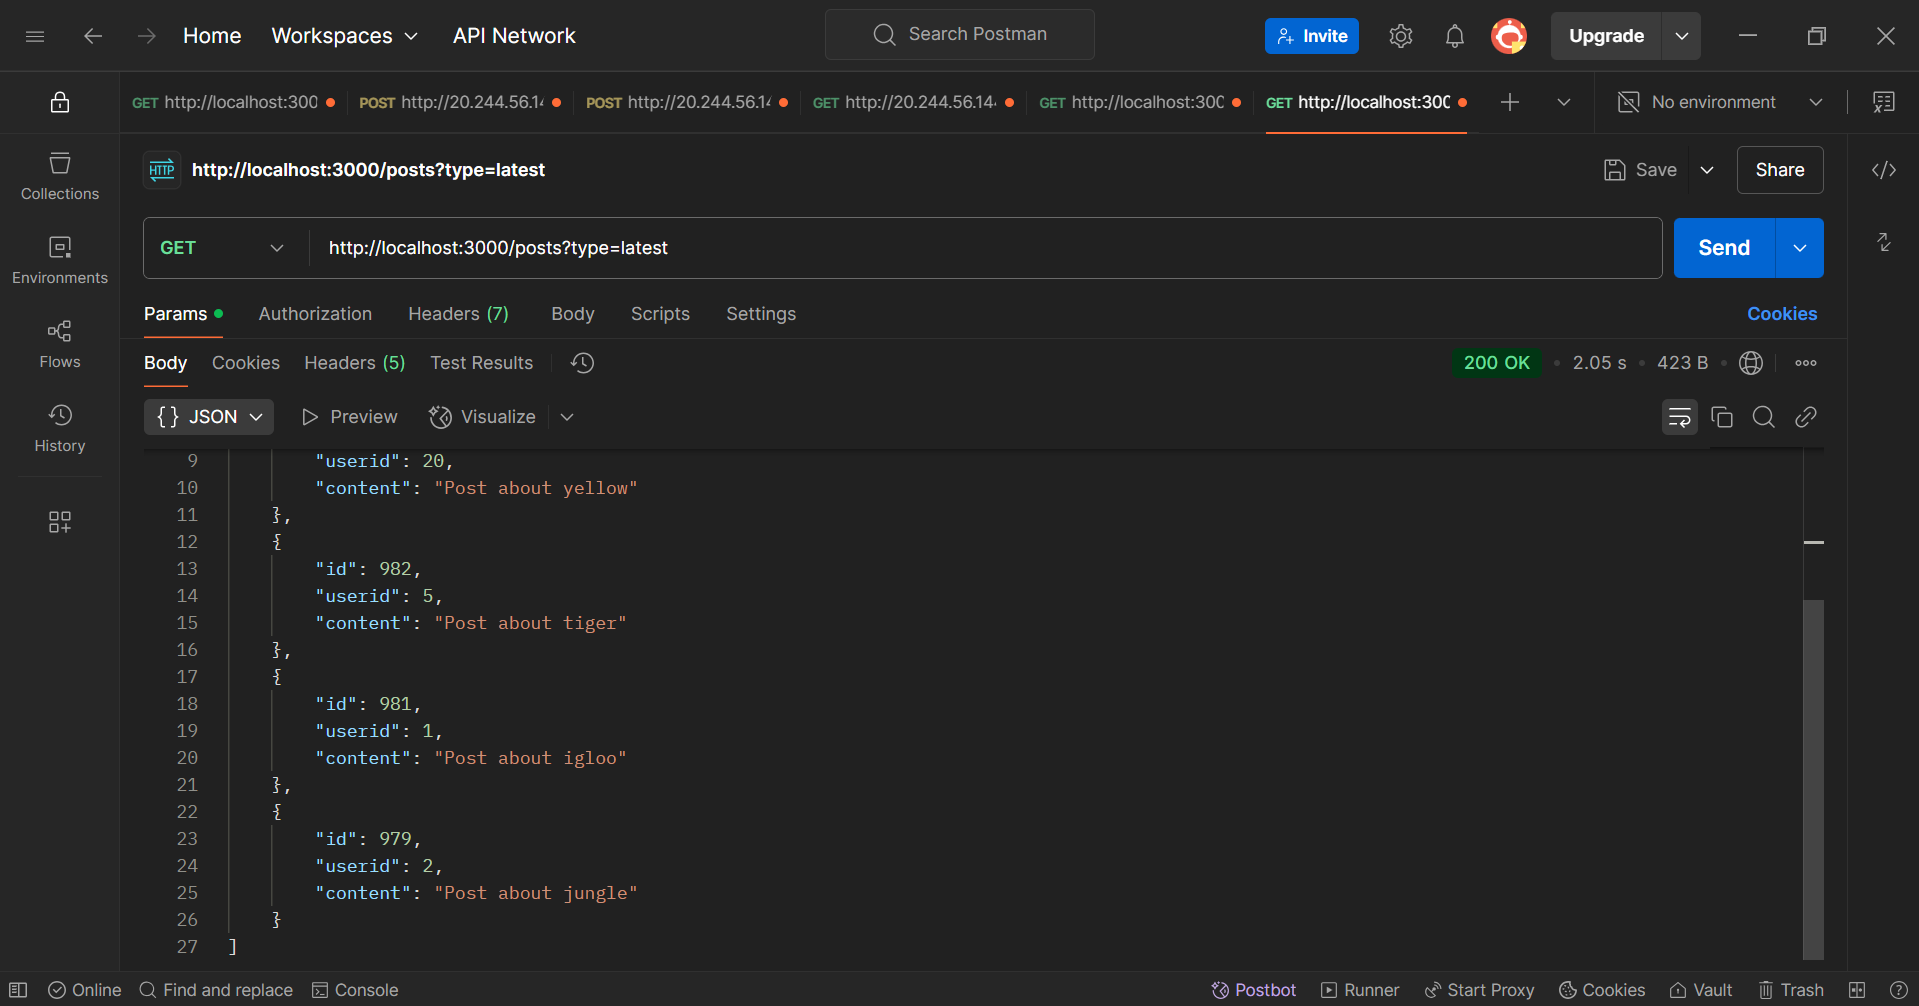 Home Workspaces API Network Search Postman Invite Upgrade
GET http://localhost:300 POST http://20.244.56.14 POST http://20.244.56.14 GET http://20.244.56.144 GET http://localhost:300 GET http://localhost:300 No environment
HTTP http://localhost:3000/posts?type=latest Save Share
Collections
GET http://localhost:3000/posts?type=latest Send
Environments
Params Authorization Headers (7) Body Scripts Settings Cookies
Flows
Body Cookies Headers (5) Test Results 200 OK 2.05 s 423 B
{ } JSON Preview Visualize
History
9 "userid": 20,
10 "content": "Post about yellow"
11 },
12 {
13 "id": 982,
14 "userid": 5,
15 "content": "Post about tiger"
16 },
17 {
18 "id": 981,
19 "userid": 1,
20 "content": "Post about igloo"
21 },
22 {
23 "id": 979,
24 "userid": 2,
25 "content": "Post about jungle"
26 }
27 ]
Online Find and replace Console Postbot Runner Start Proxy Cookies Vault Trash